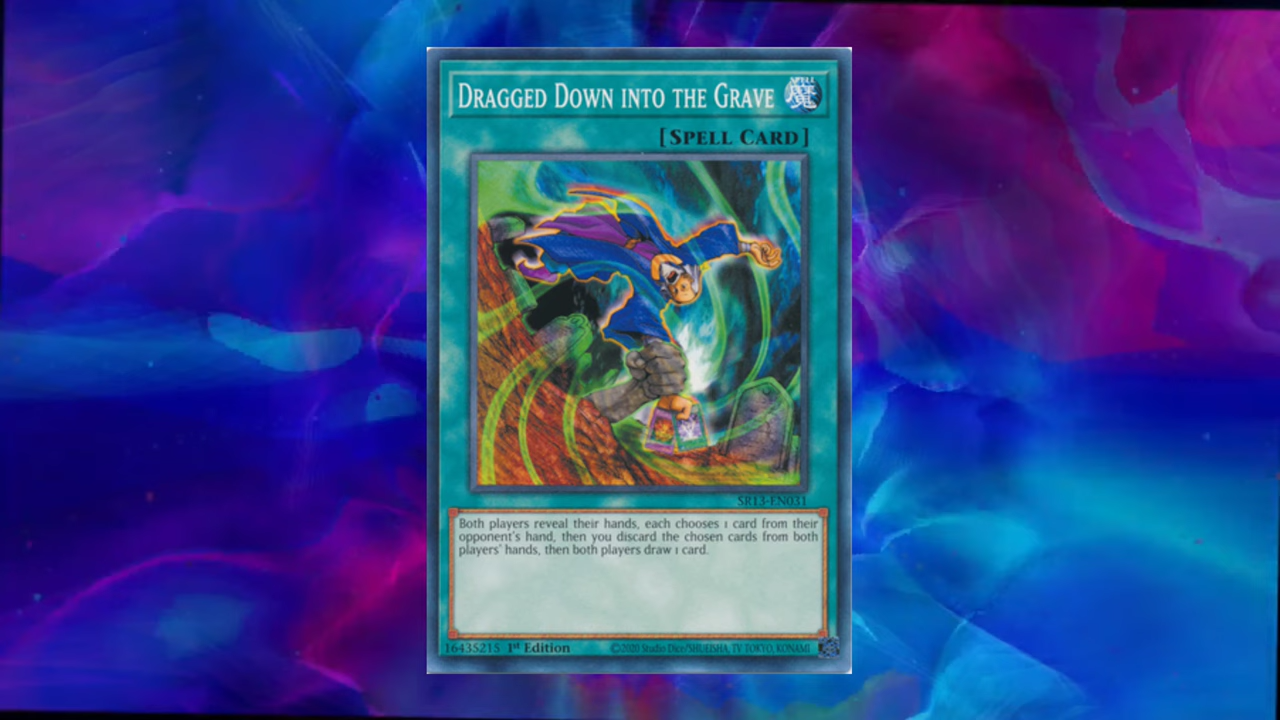 DRAGGED DOWN INTO THE GRAVE
[SPELL CARD]
SR13-EN031
Both players reveal their hands, each chooses 1 card from their
opponent's hand, then you discard the chosen cards from both
players' hands, then both players draw 1 card.
16435215 1st Edition ©2020 Studio Dice/SHUEISHA, TV TOKYO, KONAMI